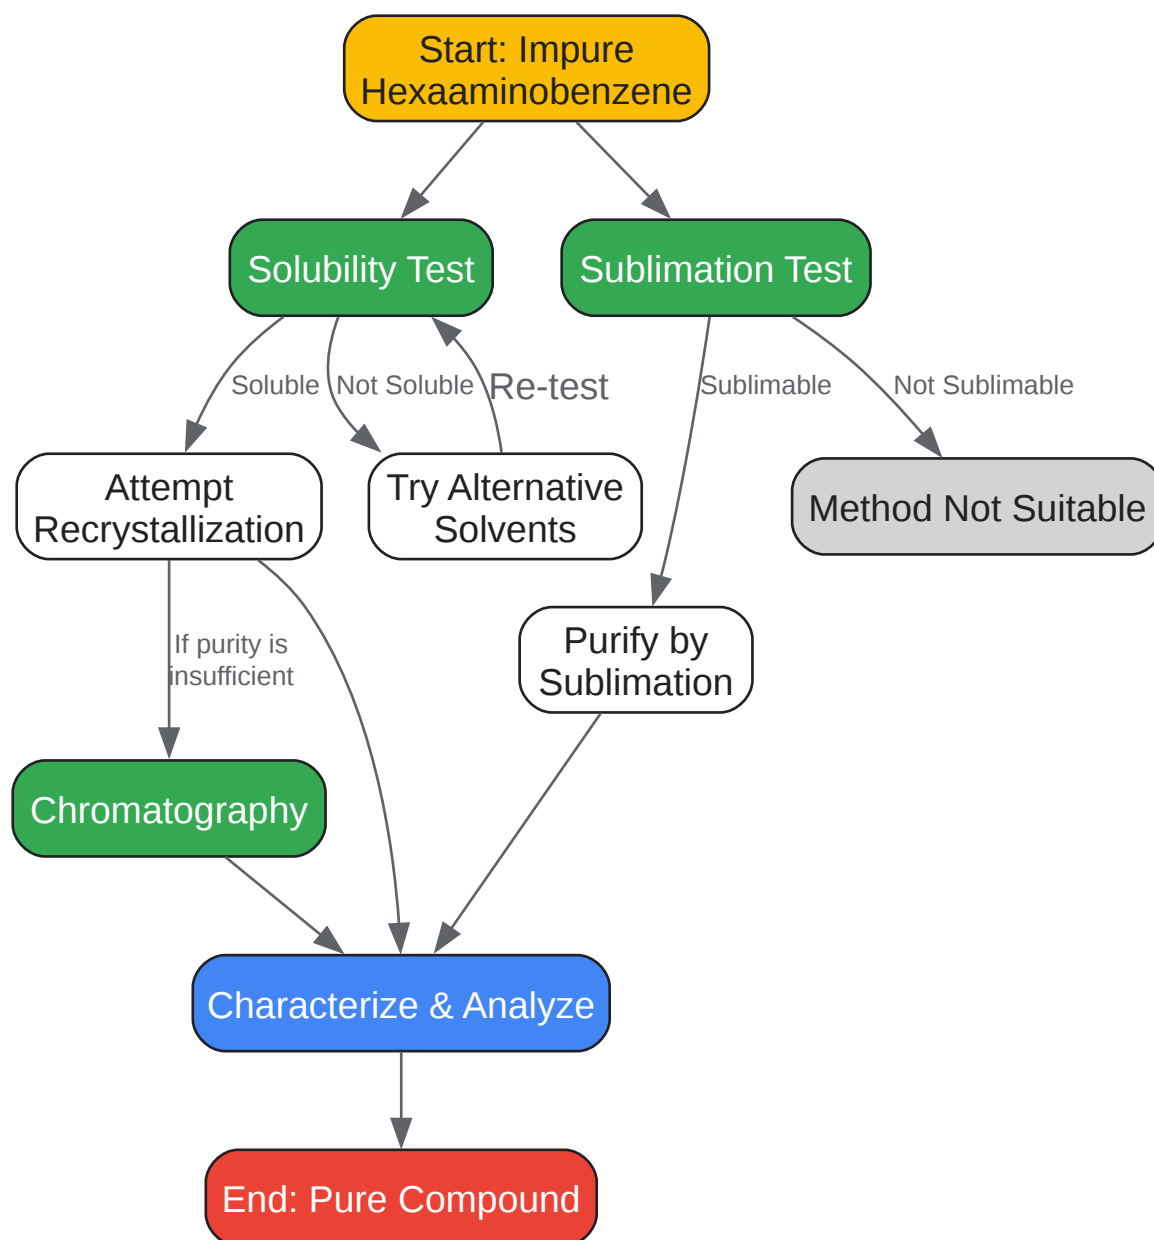 Start: Impure
Hexaaminobenzene
Solubility Test
Sublimation Test
Soluble
Not Soluble
Re-test
Sublimable
Not Sublimable
Attempt
Recrystallization
Try Alternative
Solvents
Method Not Suitable
If purity is
insufficient
Purify by
Sublimation
Chromatography
Characterize & Analyze
End: Pure Compound